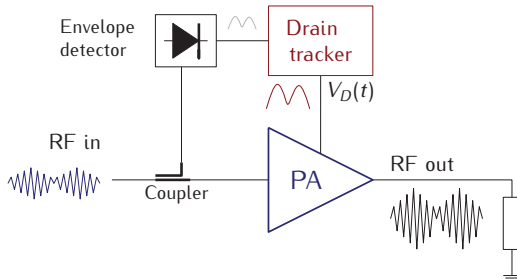 Envelope
detector
Drain
tracker
V_D(t)
RF in
Coupler
PA
RF out